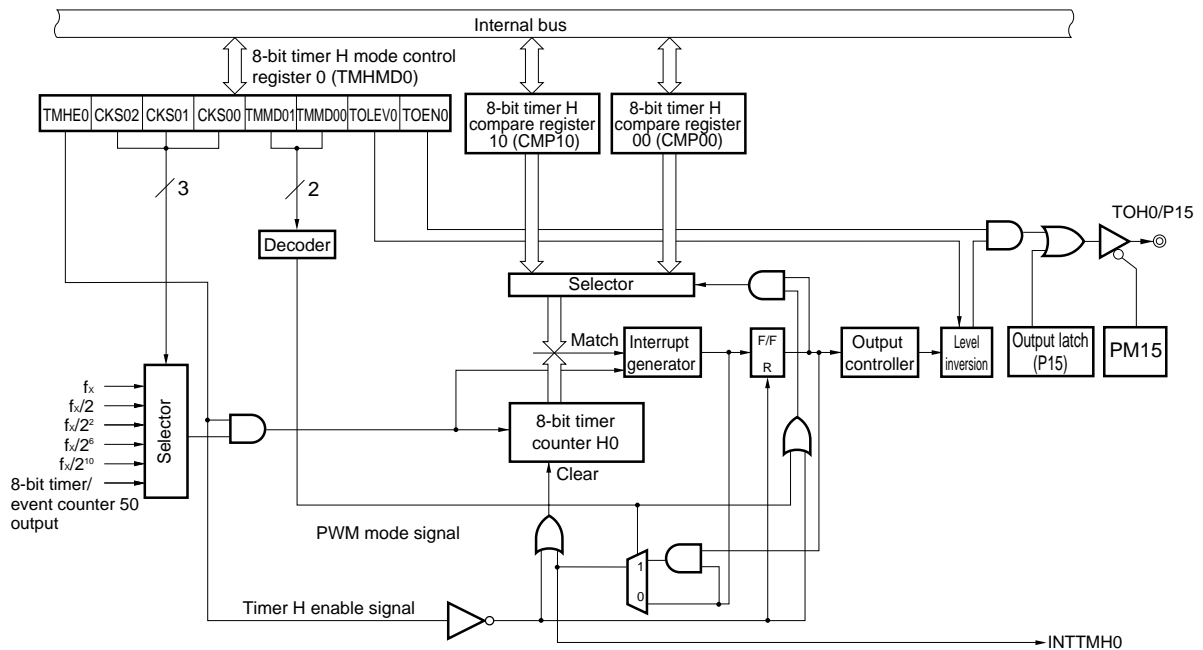 Internal bus
8-bit timer H mode control
register 0 (TMHMD0)
TMHE0 CKS02 CKS01 CKS00 TMMD01 TMMD00 TOLEV0 TOEN0
8-bit timer H
compare register
10 (CMP10)
8-bit timer H
compare register
00 (CMP00)
3
2
TOH0/P15
Decoder
Selector
Match
Interrupt
generator
F/F
R
Output
controller
Level
inversion
Output latch
(P15)
PM15
fX
fX/2
fX/2²
fX/2⁶
fX/2¹⁰
8-bit timer/
event counter 50
output
Selector
8-bit timer
counter H0
Clear
PWM mode signal
1
0
Timer H enable signal
INTTMH0